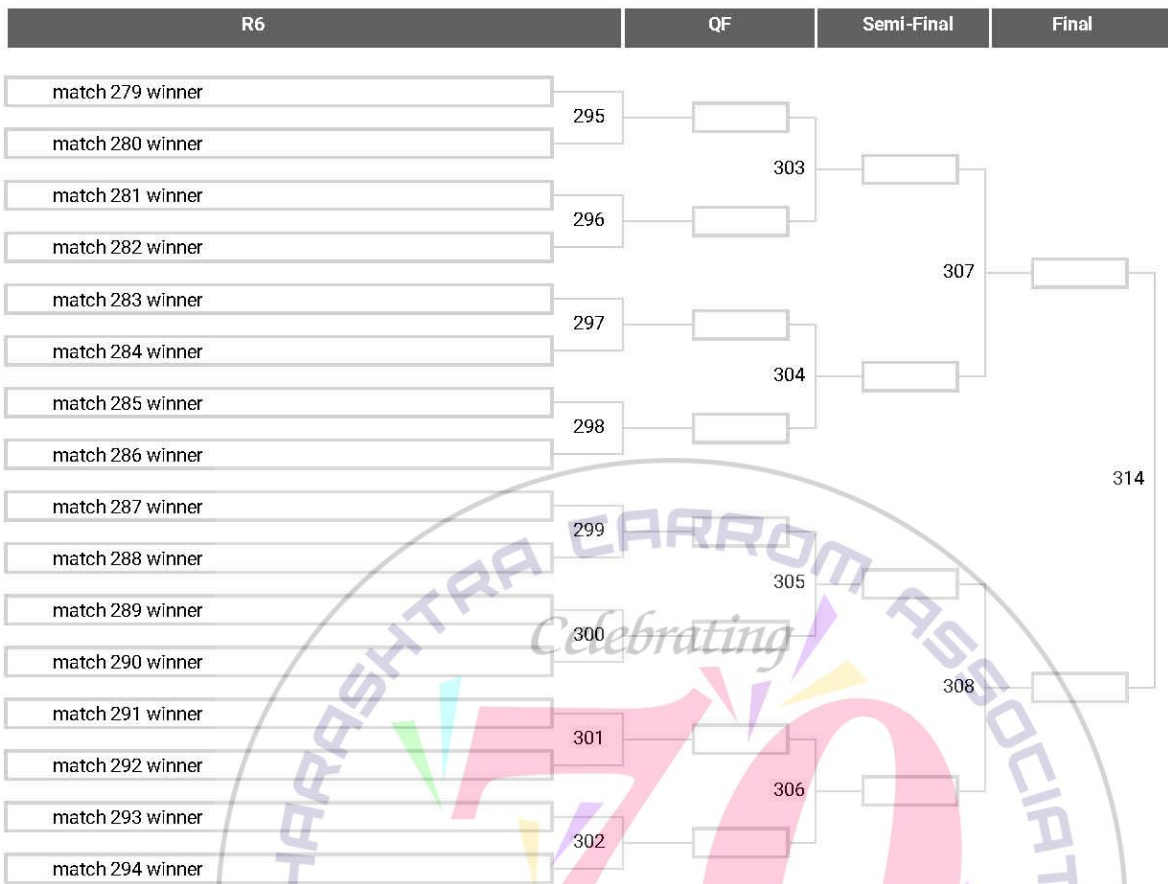 R6 QF Semi-Final Final
match 279 winner
295
match 280 winner
303
match 281 winner
296
match 282 winner
307
match 283 winner
297
match 284 winner
304
match 285 winner
298
match 286 winner
314
match 287 winner
299
match 288 winner
305
match 289 winner
300
match 290 winner
308
match 291 winner
301
match 292 winner
306
match 293 winner
302
match 294 winner
CARROM
Celebrating
70